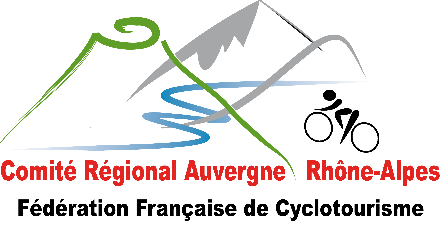 Comité Régional Auvergne Rhône-Alpes
Fédération Française de Cyclotourisme